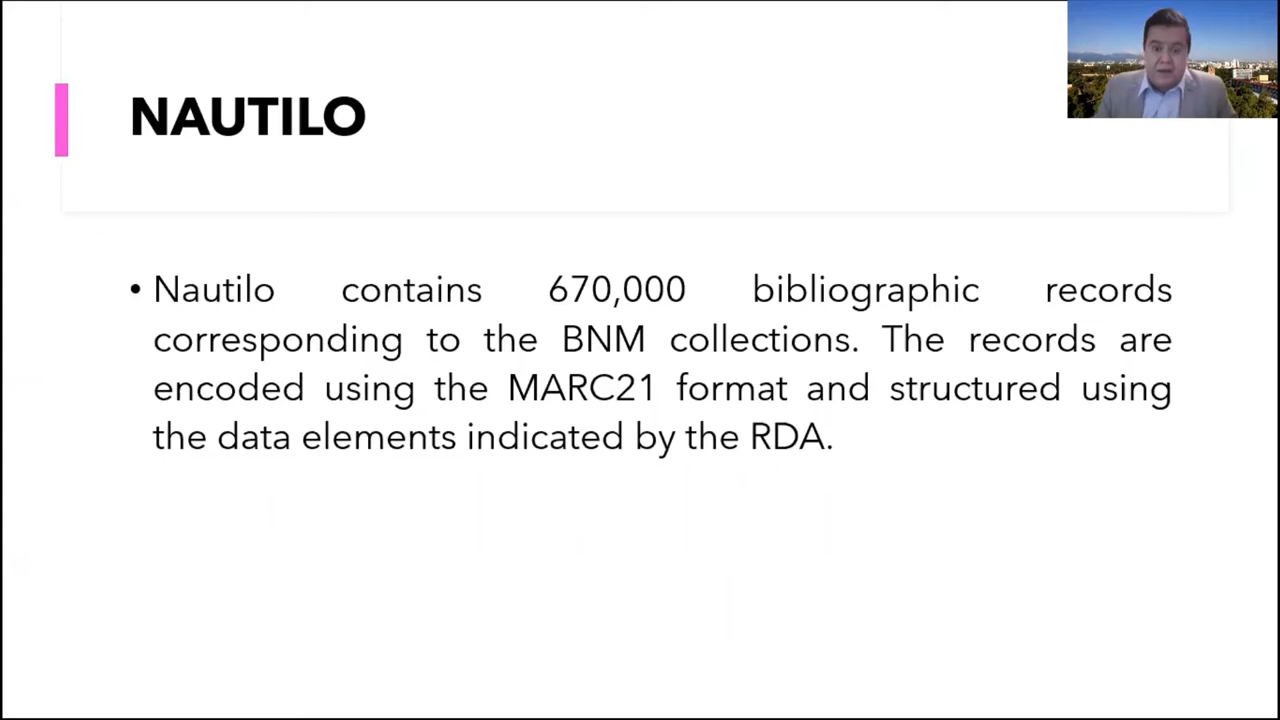 NAUTILO
• Nautilo contains 670,000 bibliographic records
corresponding to the BNM collections. The records are
encoded using the MARC21 format and structured using
the data elements indicated by the RDA.